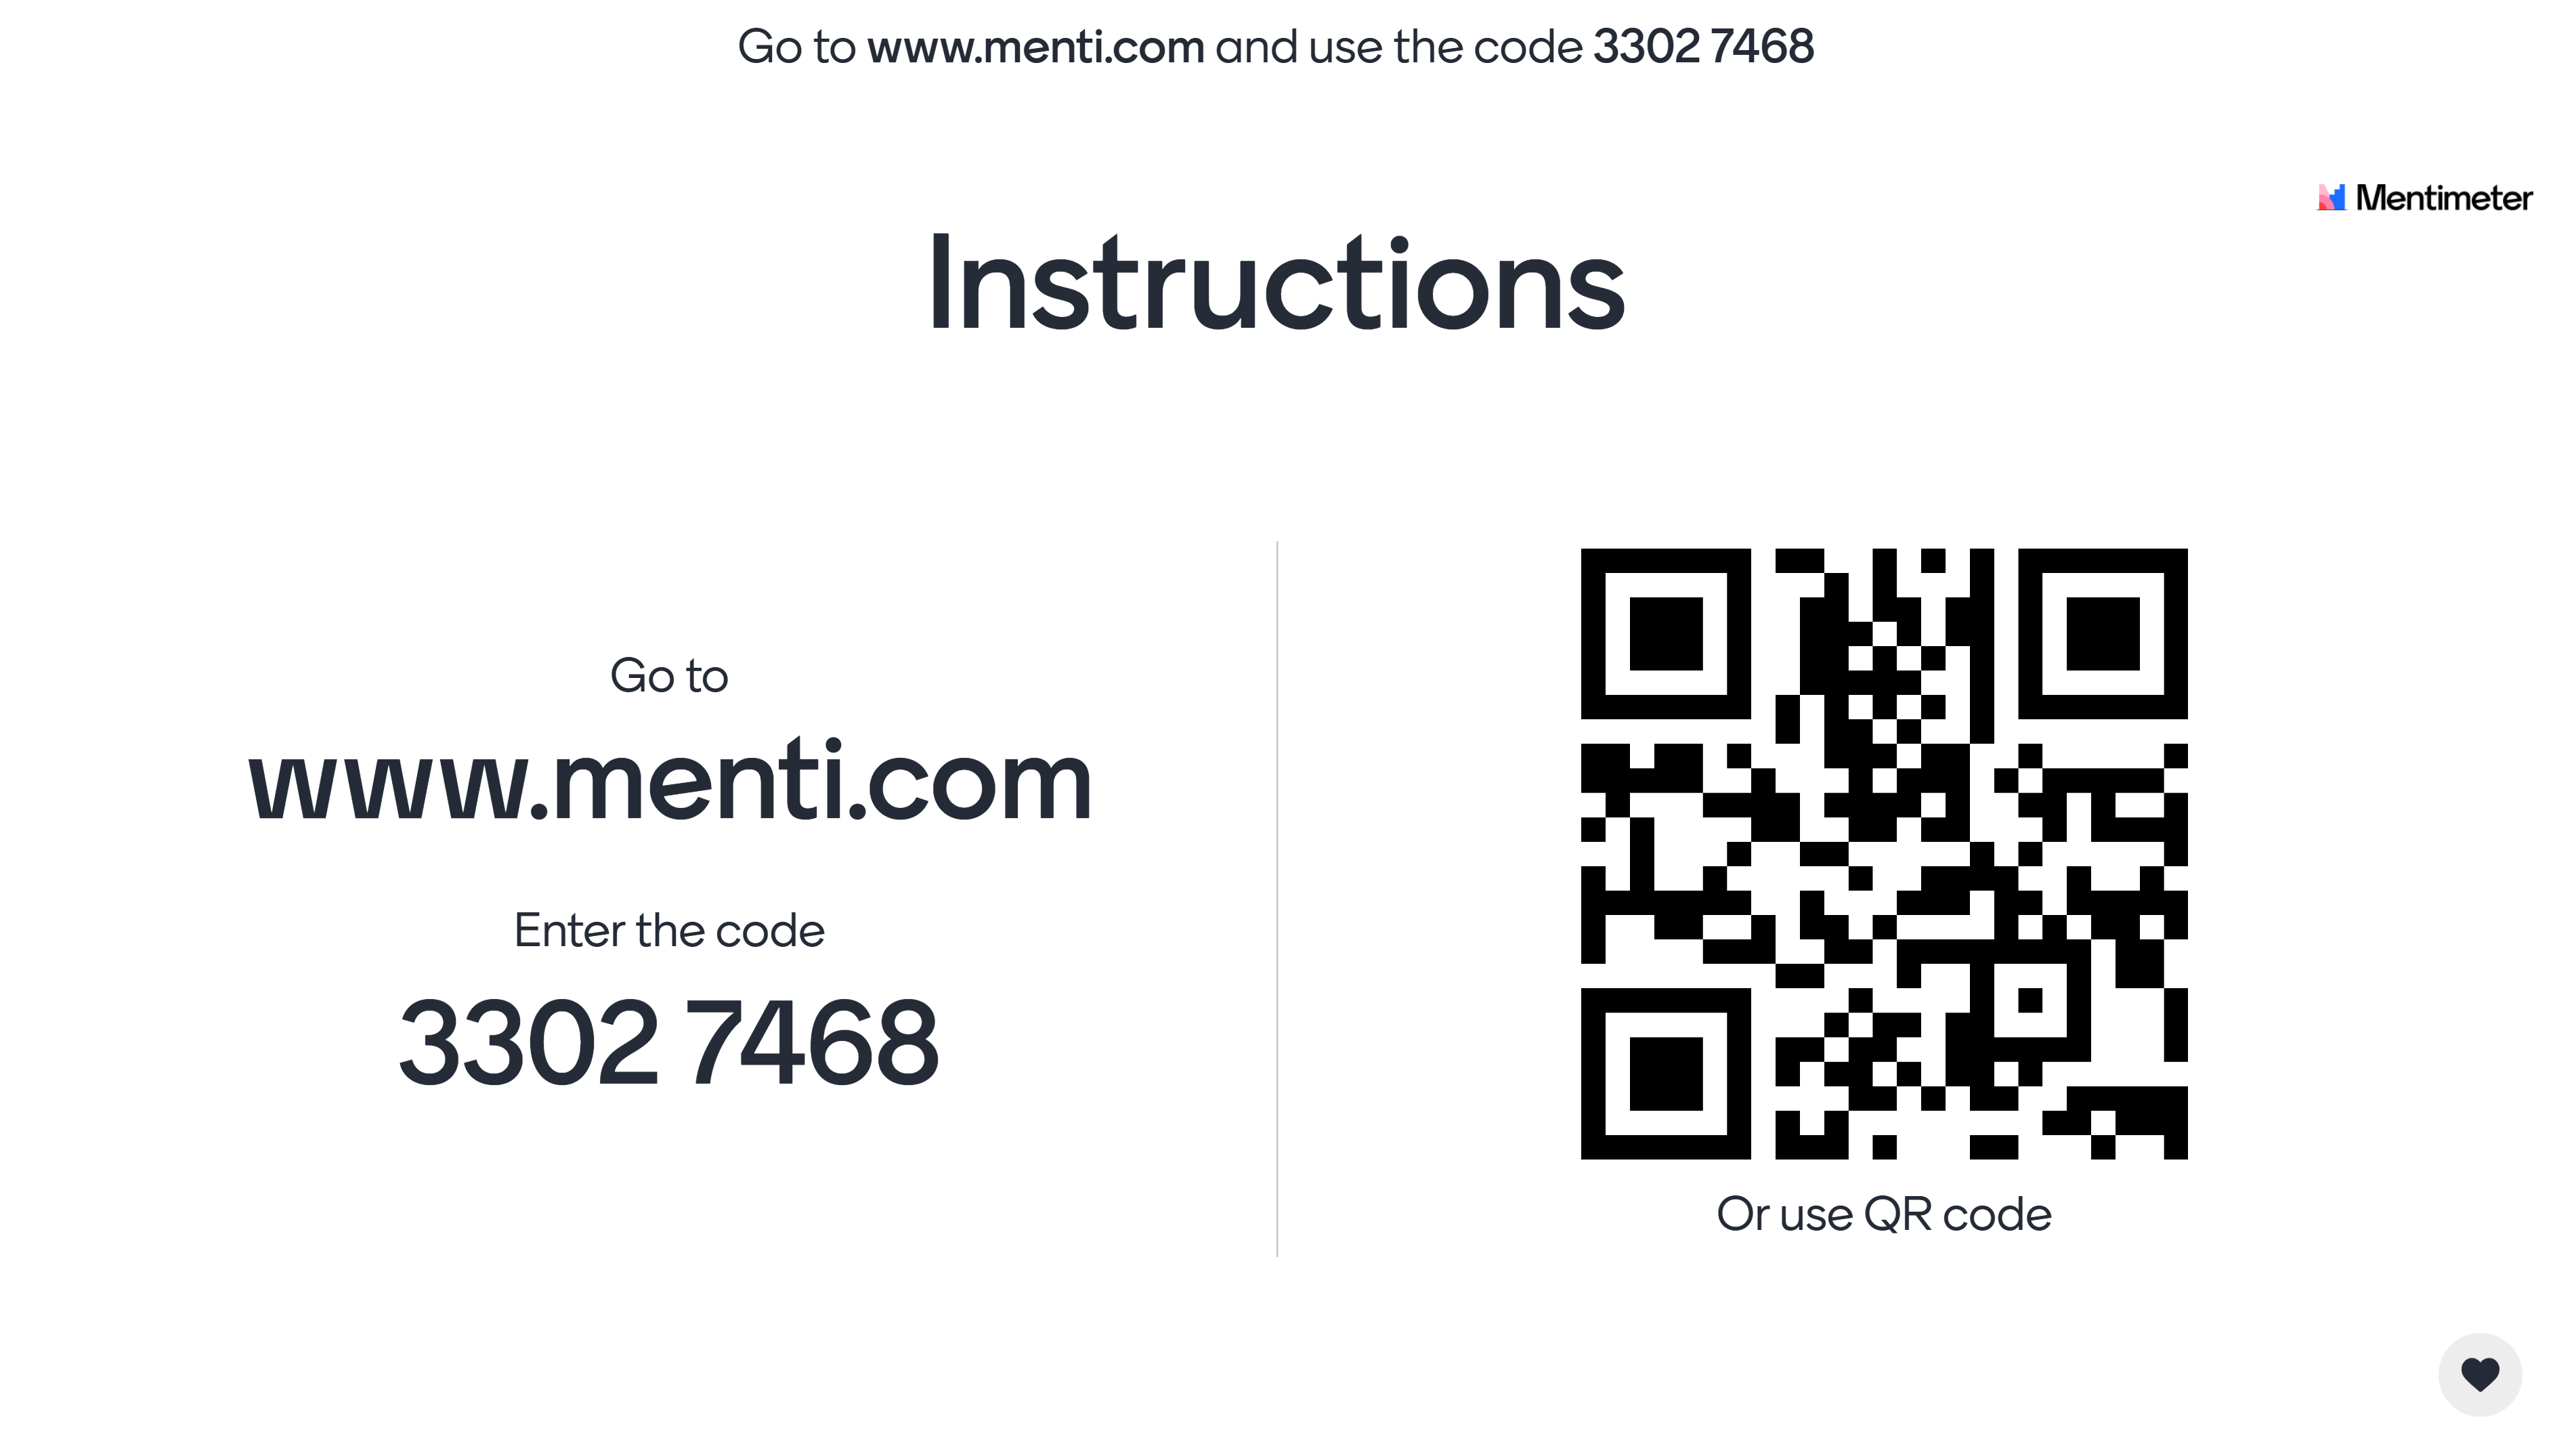 Go to www.menti.com and use the code 3302 7468
Mentimeter
Instructions
Go to
www.menti.com
Enter the code
3302 7468
Or use QR code